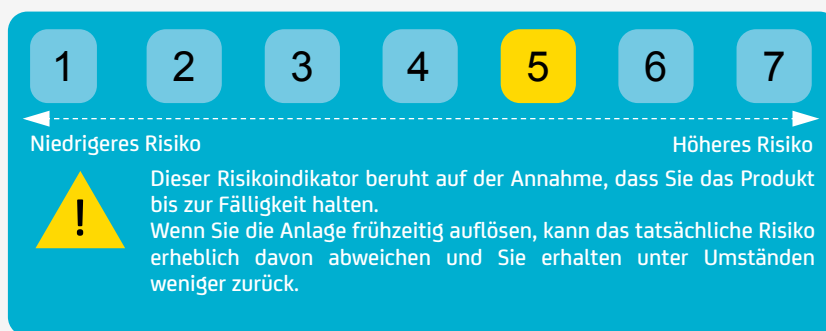 1 2 3 4 5 6 7
Niedrigeres Risiko Höheres Risiko
!
Dieser Risikoindikator beruht auf der Annahme, dass Sie das Produkt
bis zur Fälligkeit halten.
Wenn Sie die Anlage frühzeitig auflösen, kann das tatsächliche Risiko
erheblich davon abweichen und Sie erhalten unter Umständen
weniger zurück.